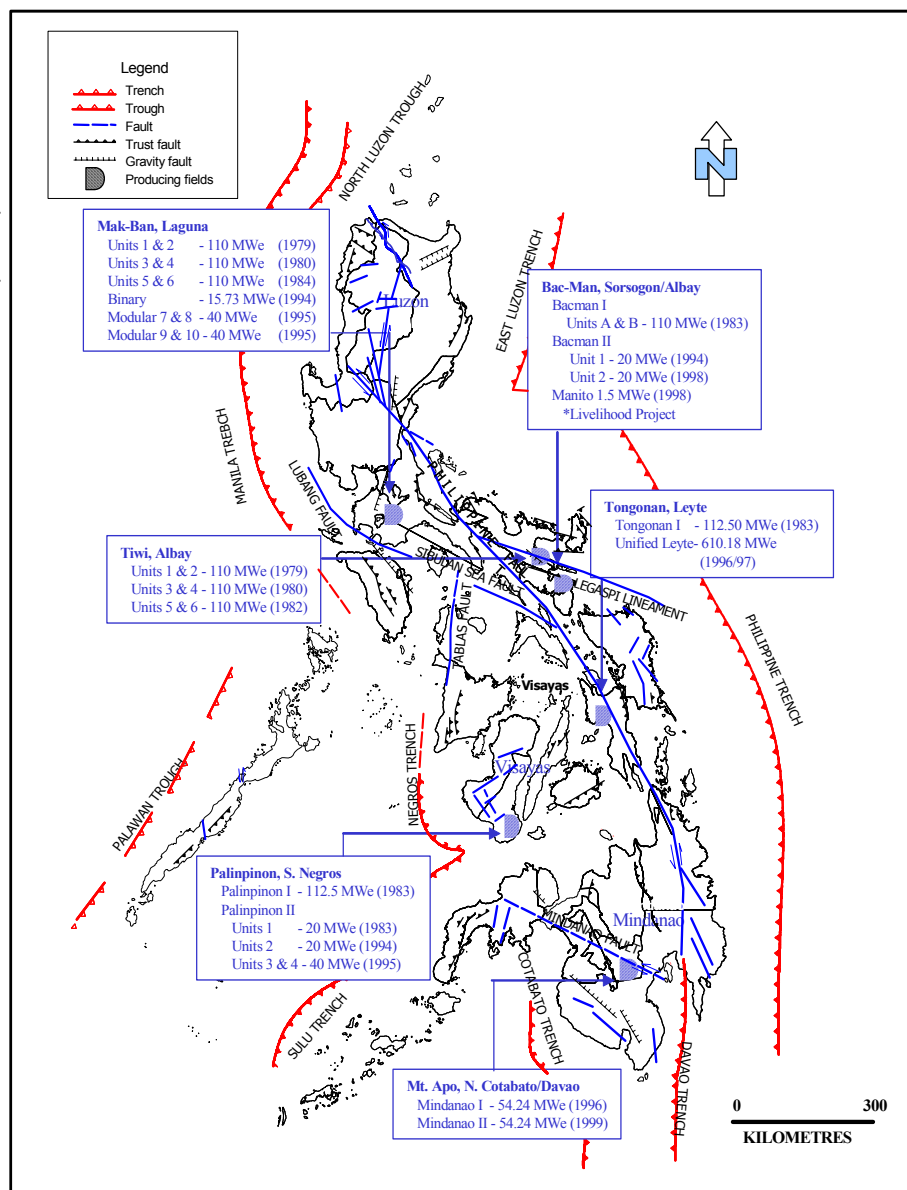 Legend
Trench
Trough
Fault
Trust fault
Gravity fault
Producing fields
NORTH LUZON TROUGH
N
Mak-Ban, Laguna
Units 1 & 2 - 110 MWe (1979)
Units 3 & 4 - 110 MWe (1980)
Units 5 & 6 - 110 MWe (1984)
Binary - 15.73 MWe (1994)
Modular 7 & 8 - 40 MWe (1995)
Modular 9 & 10 - 40 MWe (1995)
Luzon
EAST LUZON TRENCH
Bac-Man, Sorsogon/Albay
Bacman I
Units A & B - 110 MWe (1983)
Bacman II
Unit 1 - 20 MWe (1994)
Unit 2 - 20 MWe (1998)
Manito 1.5 MWe (1998)
*Livelihood Project
MANILA TREBCH
LUBANG FAULT
PHILIPPINE FAULT
Tongonan, Leyte
Tongonan I - 112.50 MWe (1983)
Unified Leyte- 610.18 MWe
(1996/97)
Tiwi, Albay
Units 1 & 2 - 110 MWe (1979)
Units 3 & 4 - 110 MWe (1980)
Units 5 & 6 - 110 MWe (1982)
SIBUDAN SEA FAULT
LEGASPI LINEAMENT
TABLAS FAULT
PHILIPPINE TRENCH
Visayas
Visayas
NEGROS TRENCH
PALAWAN TROUGH
Palinpinon, S. Negros
Palinpinon I - 112.5 MWe (1983)
Palinpinon II
Units 1 - 20 MWe (1983)
Units 2 - 20 MWe (1994)
Units 3 & 4 - 40 MWe (1995)
Mindanao
MINDANAO FAULT
SULU TRENCH
COTABATO TRENCH
DAVAO TRENCH
Mt. Apo, N. Cotabato/Davao
Mindanao I - 54.24 MWe (1996)
Mindanao II - 54.24 MWe (1999)
0 300
KILOMETRES